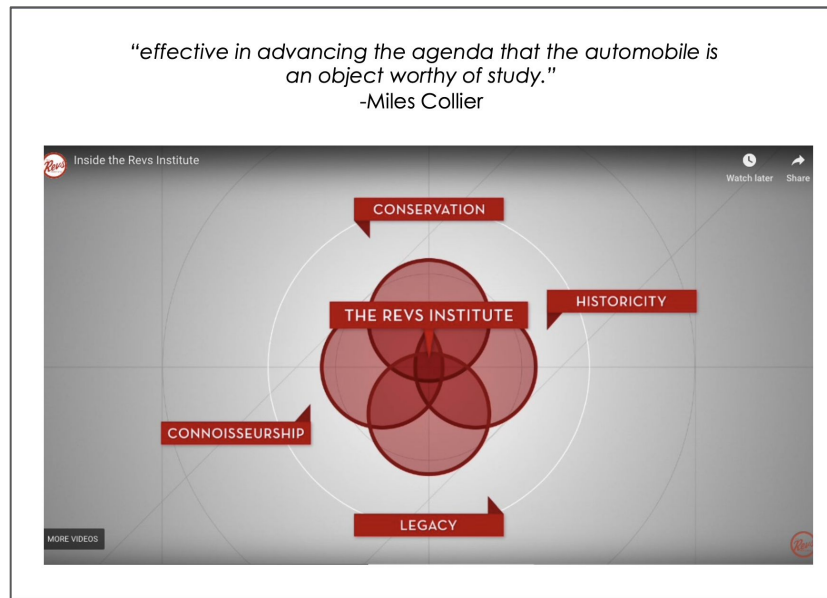 “effective in advancing the agenda that the automobile is
an object worthy of study.”
-Miles Collier
Revs
Inside the Revs Institute
Watch later
Share
CONSERVATION
HISTORICITY
THE REVS INSTITUTE
CONNOISSEURSHIP
LEGACY
MORE VIDEOS
Revs